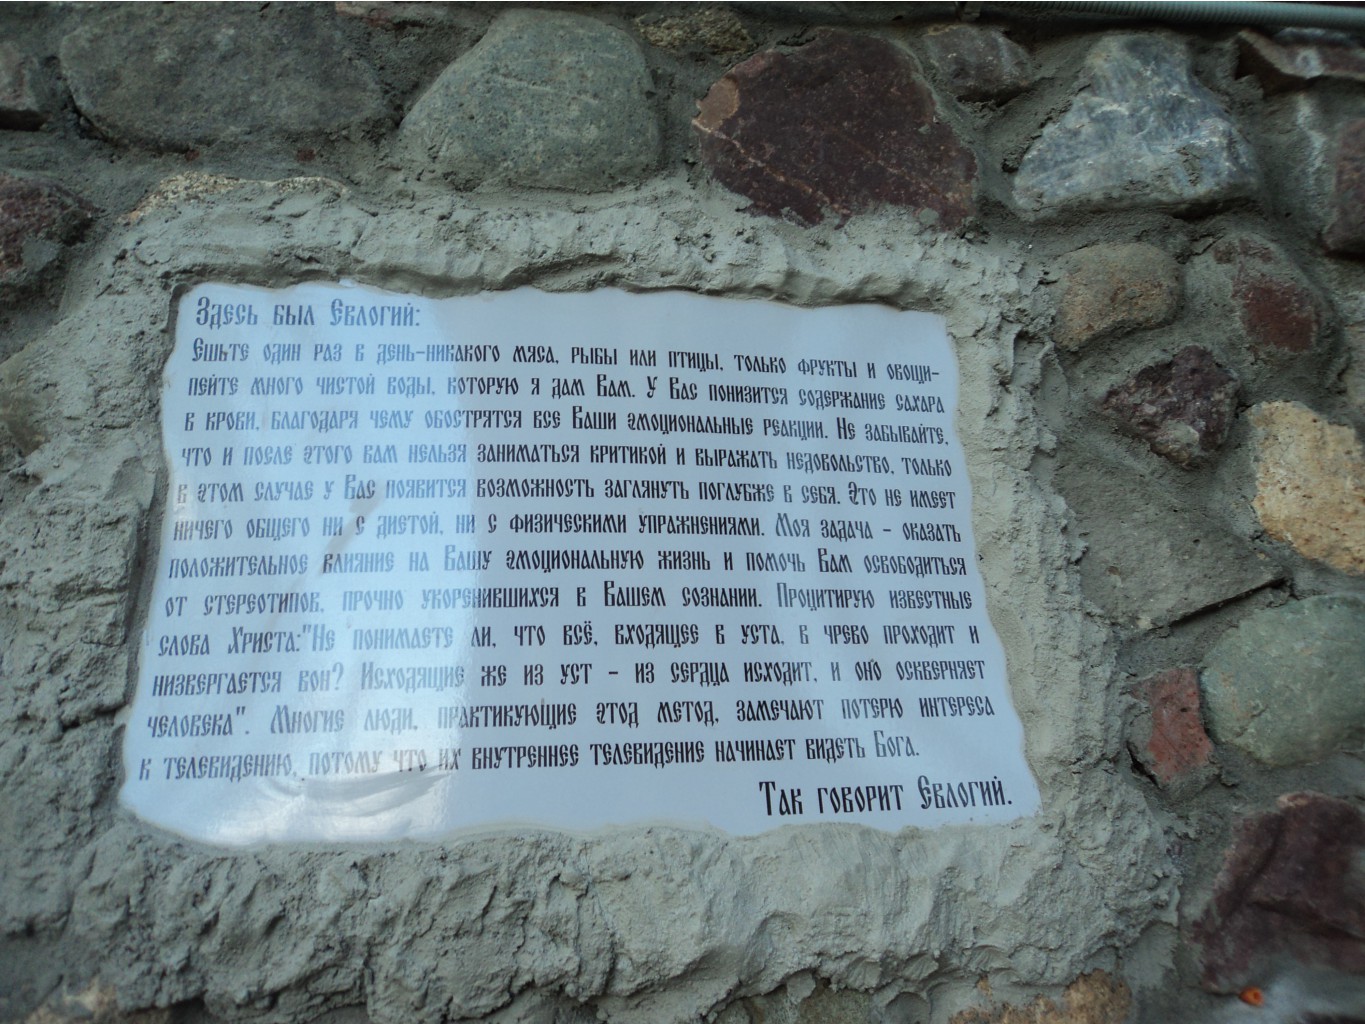 Здесь был Евлогий:
Ешьте один раз в день-никакого мяса, рыбы или птицы, только фрукты и овощи-
пейте много чистой воды, которую я дам Вам. У Вас понизится содержание сахара
в крови, благодаря чему обострятся все Ваши эмоциональные реакции. Не забывайте,
что и после этого вам нельзя заниматься критикой и выражать недовольство, только
в этом случае у Вас появится возможность заглянуть поглубже в себя. Это не имеет
ничего общего ни с диетой, ни с физическими упражнениями. Моя задача - оказать
положительное влияние на Вашу эмоциональную жизнь и помочь Вам освободиться
от стереотипов, прочно укоренившихся в Вашем сознании. Процитирую известные
слова Христа:"Не понимаете ли, что всё, входящее в уста, в чрево проходит и
низвергается вон? Исходящие же из уст - из сердца исходит, и оно оскверняет
человека". Многие люди, практикующие этод метод, замечают потерю интереса
к телевидению, потому что их внутреннее телевидение начинает видеть Бога.
Так говорит Евлогий.